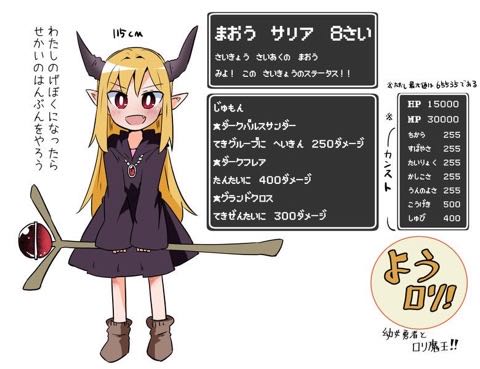 115cm
わたしのげぼくになったら
せかいのはんぶんをやろう
まおう サリア 8さい
さいきょう さいあくの まおう
みよ! この さいきょうのステータス!!
じゅもん
★ダークパルスサンダー
てきグループに へいきん 250ダメージ
★ダークフレア
たんたいに 400ダメージ
★グランドクロス
てきぜんたいに 300ダメージ
※ただし最大値は65535である
HP 15000
MP 30000
※カンスト
ちから 255
すばやさ 255
たいりょく 255
かしこさ 255
うんのよさ 255
こうげき 500
しゅび 400
よう
ロリ!
幼女勇者と
ロリ魔王!!